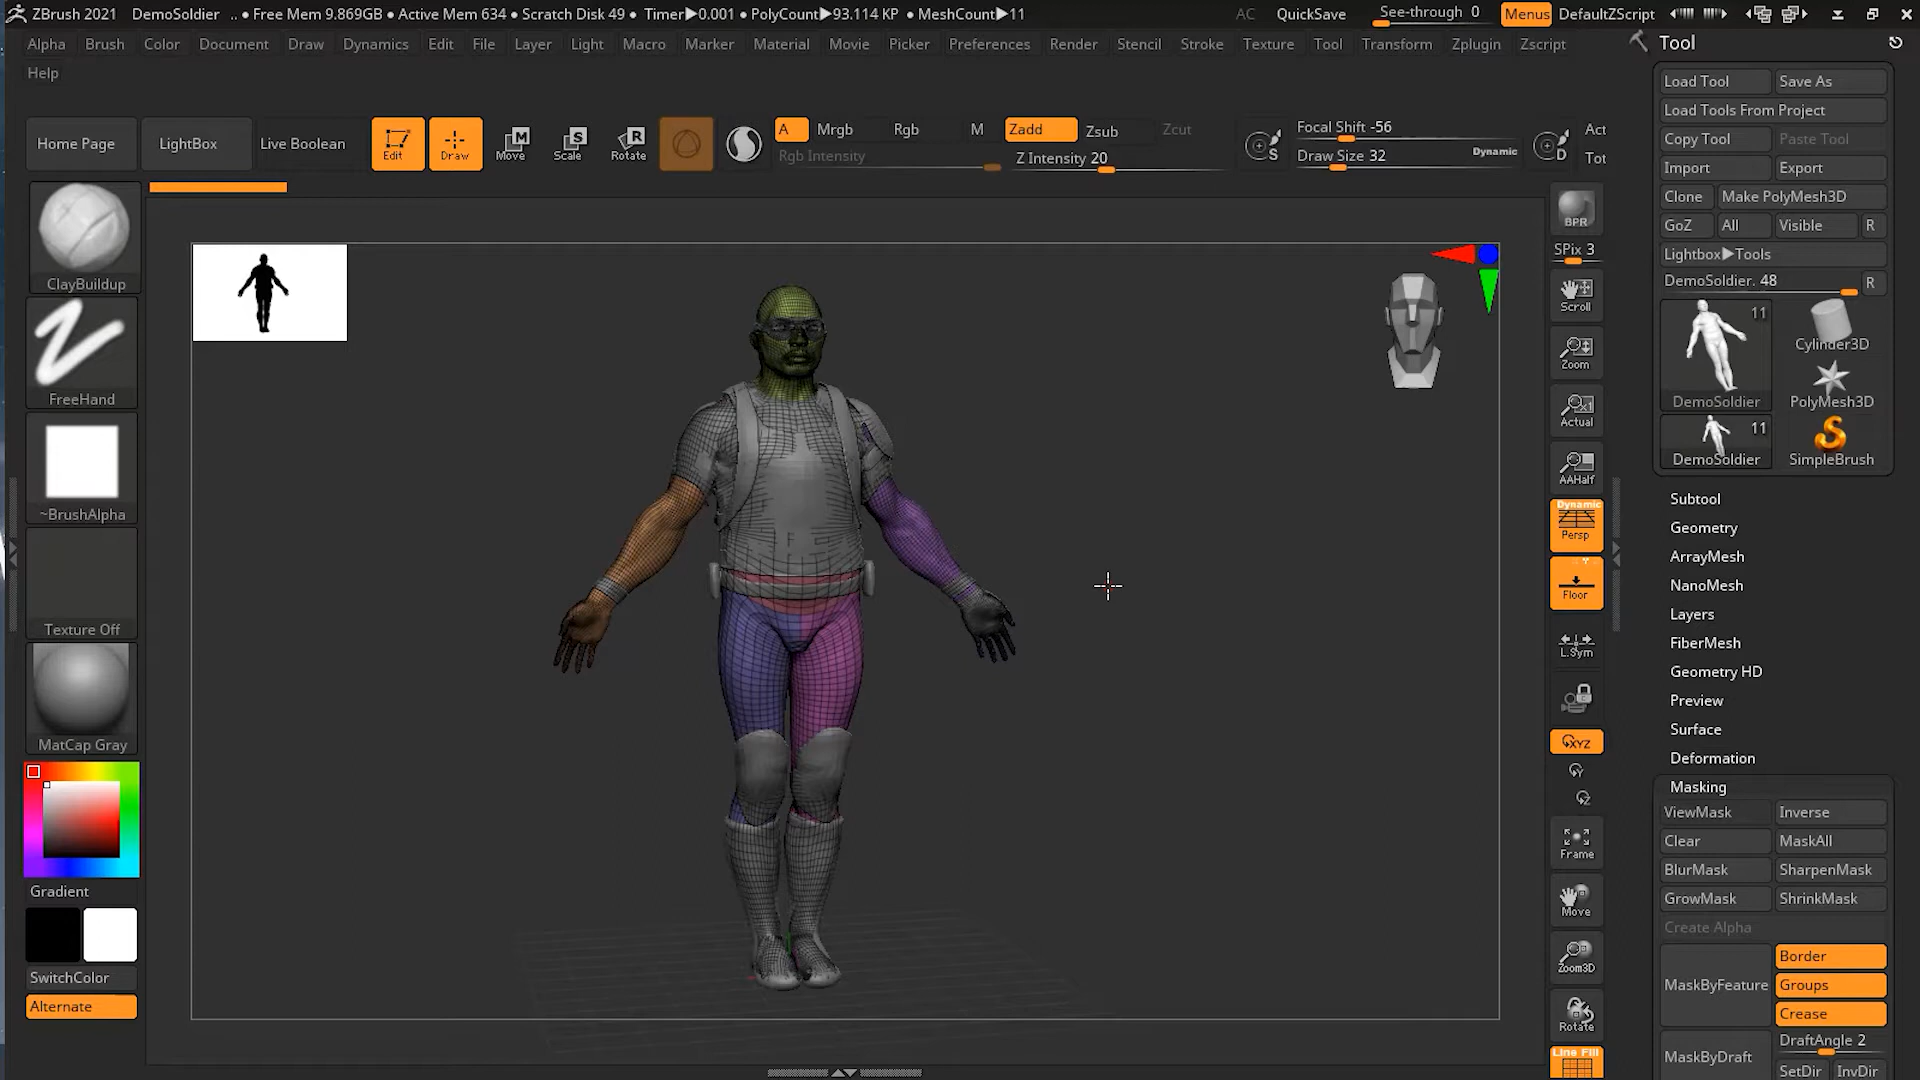 ZBrush 2021 DemoSoldier .. • Free Mem 9.869GB • Active Mem 634 • Scratch Disk 49 • Timer▶0.001 • PolyCount▶93.114 KP • MeshCount▶11 AC QuickSave See-through 0 Menus DefaultZScript
Alpha Brush Color Document Draw Dynamics Edit File Layer Light Macro Marker Material Movie Picker Preferences Render Stencil Stroke Texture Tool Transform Zplugin Zscript
Help
Home Page LightBox Live Boolean Edit Draw Move Scale Rotate
M S R
A Mrgb Rgb M Zadd Zsub Zcut
Rgb Intensity Z Intensity 20
S Focal Shift -56 D Act
Draw Size 32 Dynamic Tot
ClayBuildup
FreeHand
~BrushAlpha
Texture Off
MatCap Gray
Gradient
SwitchColor
Alternate
BPR
SPix 3
Scroll
Zoom
Actual
AAHalf
Dynamic
Persp
Floor
L.Sym
XYZ
Y
Z
Frame
Move
Zoom3D
Rotate
Line Fill
Tool
Load Tool Save As
Load Tools From Project
Copy Tool Paste Tool
Import Export
Clone Make PolyMesh3D
GoZ All Visible R
Lightbox▶Tools
DemoSoldier. 48 R
11
DemoSoldier
Cylinder3D
PolyMesh3D
11
DemoSoldier
SimpleBrush
Subtool
Geometry
ArrayMesh
NanoMesh
Layers
FiberMesh
Geometry HD
Preview
Surface
Deformation
Masking
ViewMask Inverse
Clear MaskAll
BlurMask SharpenMask
GrowMask ShrinkMask
Create Alpha
MaskByFeature Border
Groups
Crease
MaskByDraft DraftAngle 2
SetDir InvDir